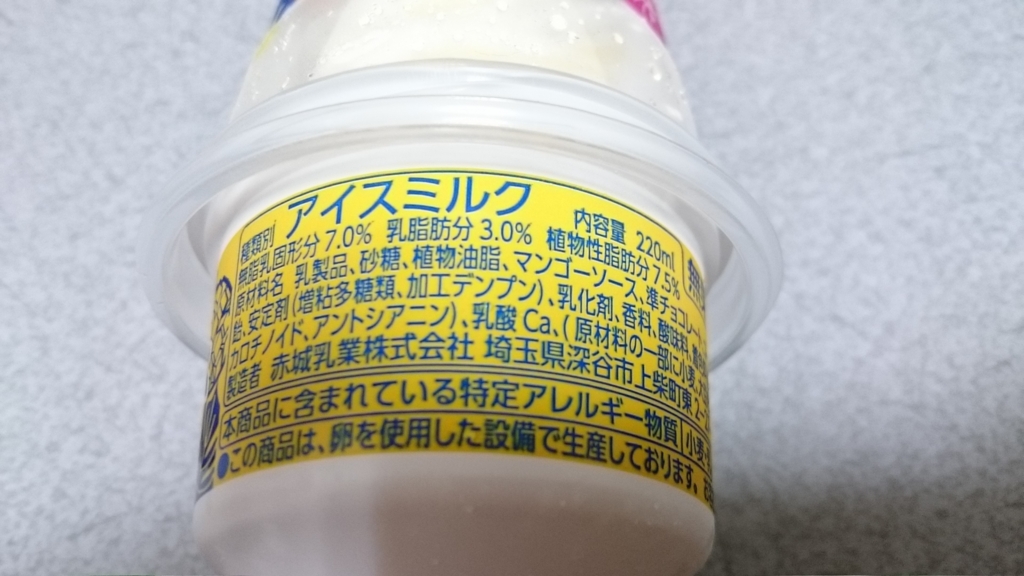 種類別 アイスミルク 内容量 220ml
無脂乳固形分 7.0% 乳脂肪分 3.0% 植物性脂肪分 7.5%
原材料名 乳製品、砂糖、植物油脂、マンゴーソース、準チョコレート
飴、安定剤(増粘多糖類、加工デンプン)、乳化剤、香料、酸味料、
カロチノイド、アントシアニン)、乳酸Ca、(原材料の一部に小麦
製造者 赤城乳業株式会社 埼玉県深谷市上柴町東2-
本商品に含まれている特定アレルギー物質 小麦
●この商品は、卵を使用した設備で生産しております。